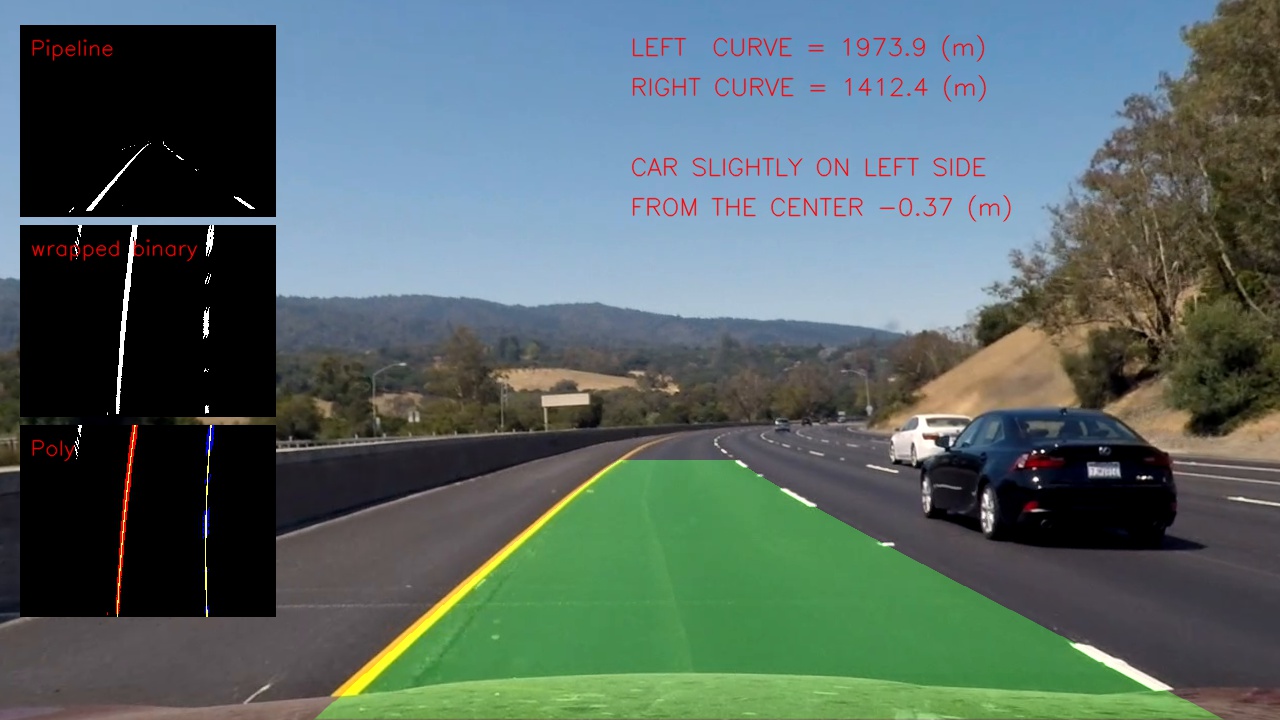 Pipeline
LEFT CURVE = 1973.9 (m)
RIGHT CURVE = 1412.4 (m)
CAR SLIGHTLY ON LEFT SIDE
FROM THE CENTER -0.37 (m)
wrapped binary
Poly